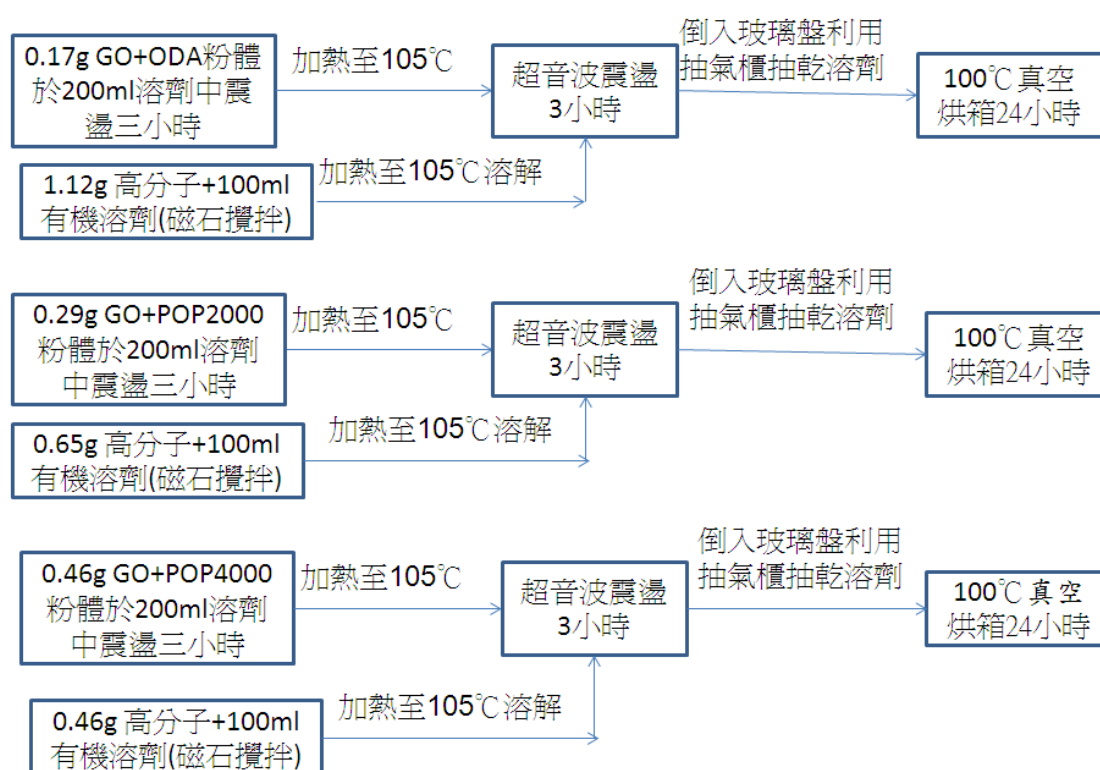 0.17g GO+ODA粉體
於200ml溶劑中震
盪三小時
加熱至105℃
超音波震盪
3小時
倒入玻璃盤利用
抽氣櫃抽乾溶劑
100℃真空
烘箱24小時
1.12g 高分子+100ml
有機溶劑(磁石攪拌)
加熱至105℃溶解
0.29g GO+POP2000
粉體於200ml溶劑
中震盪三小時
加熱至105℃
超音波震盪
3小時
倒入玻璃盤利用
抽氣櫃抽乾溶劑
100℃真空
烘箱24小時
0.65g 高分子+100ml
有機溶劑(磁石攪拌)
加熱至105℃溶解
0.46g GO+POP4000
粉體於200ml溶劑
中震盪三小時
加熱至105℃
超音波震盪
3小時
倒入玻璃盤利用
抽氣櫃抽乾溶劑
100℃真空
烘箱24小時
0.46g 高分子+100ml
有機溶劑(磁石攪拌)
加熱至105℃溶解